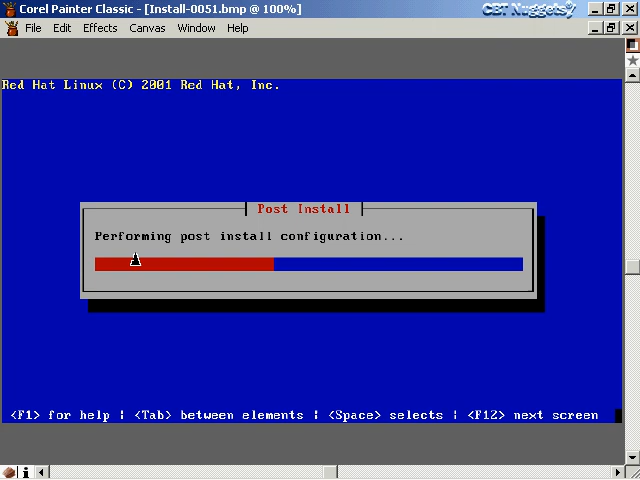 Corel Painter Classic - [Install-0051.bmp @ 100%]
CBT Nuggets
File Edit Effects Canvas Window Help
Red Hat Linux (C) 2001 Red Hat, Inc.
Post Install
Performing post install configuration...
<F1> for help | <Tab> between elements | <Space> selects | <F12> next screen